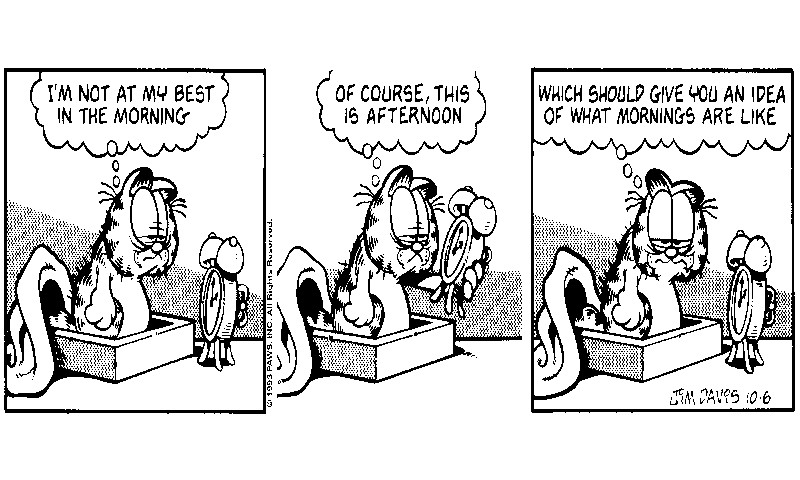 I'M NOT AT MY BEST
IN THE MORNING
© 1993 PAWS, INC. All Rights Reserved.
OF COURSE, THIS
IS AFTERNOON
WHICH SHOULD GIVE YOU AN IDEA
OF WHAT MORNINGS ARE LIKE
JIM DAVIS 10-6